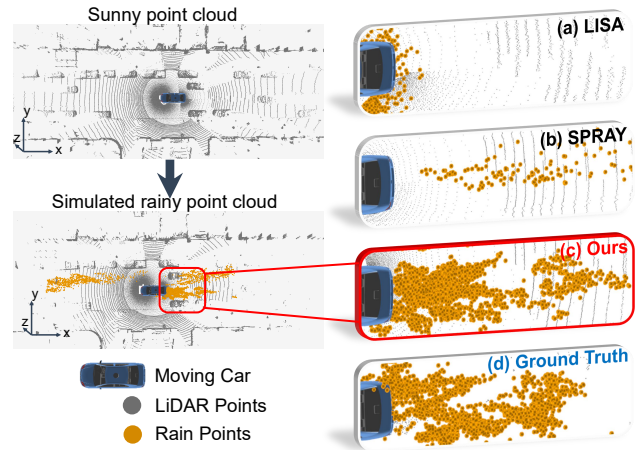 Sunny point cloud
y
z
x
Simulated rainy point cloud
y
z
x
Moving Car
LiDAR Points
Rain Points
(a) LISA
(b) SPRAY
(c) Ours
(d) Ground Truth